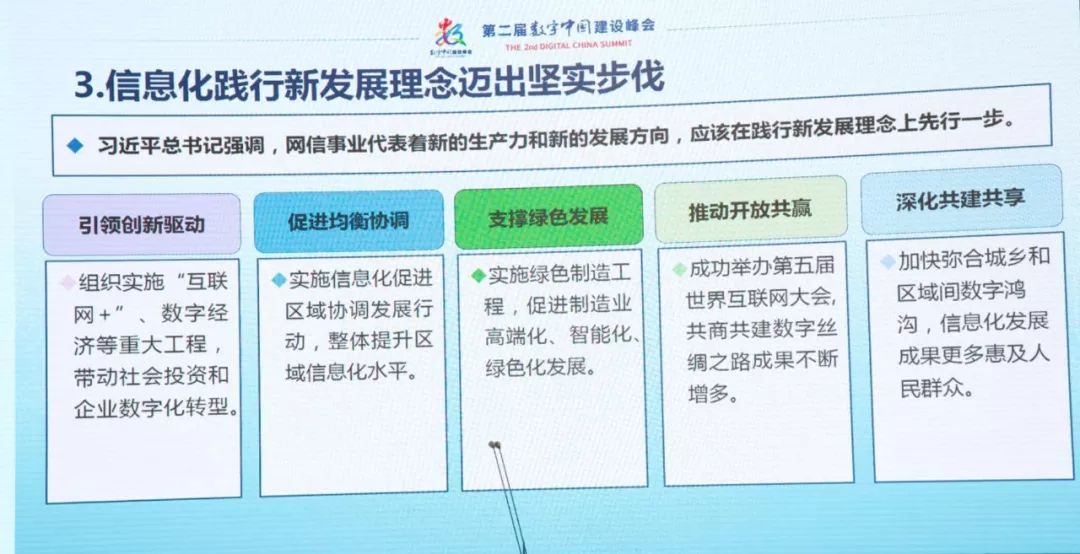 第二届数字中国建设峰会
THE 2nd DIGITAL CHINA SUMMIT
数字中国建设峰会
3.信息化践行新发展理念迈出坚实步伐
习近平总书记强调，网信事业代表着新的生产力和新的发展方向，应该在践行新发展理念上先行一步。
引领创新驱动
组织实施“互联
网+”、数字经
济等重大工程，
带动社会投资和
企业数字化转型。
促进均衡协调
实施信息化促进
区域协调发展行
动，整体提升区
域信息化水平。
支撑绿色发展
实施绿色制造工
程，促进制造业
高端化、智能化、
绿色化发展。
推动开放共赢
成功举办第五届
世界互联网大会，
共商共建数字丝
绸之路成果不断
增多。
深化共建共享
加快弥合城乡和
区域间数字鸿
沟，信息化发展
成果更多惠及人
民群众。